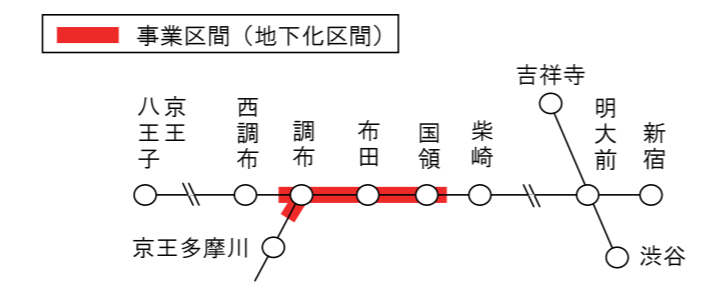 事業区間（地下化区間）
吉祥寺
京王八王子
西調布
調布
布田
国領
柴崎
明大前
新宿
京王多摩川
渋谷